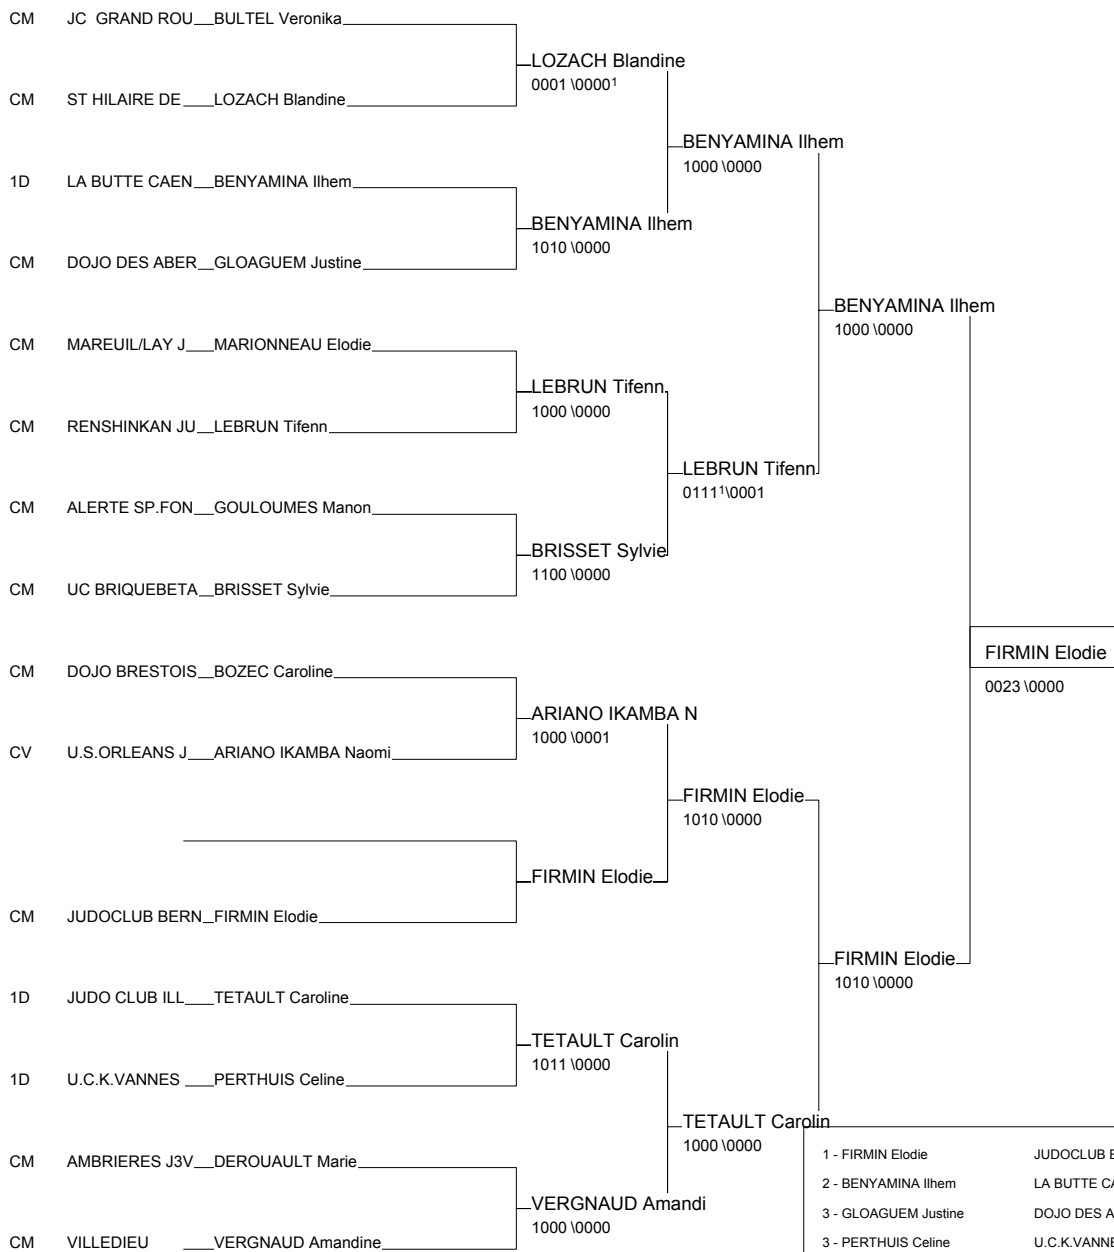 CM JC GRAND ROU BULTEL Veronika
LOZACH Blandine
0001 \0000¹
CM ST HILAIRE DE LOZACH Blandine
BENYAMINA Ilhem
1000 \0000
1D LA BUTTE CAEN BENYAMINA Ilhem
BENYAMINA Ilhem
1010 \0000
CM DOJO DES ABER GLOAGUEM Justine
BENYAMINA Ilhem
1000 \0000
CM MAREUIL/LAY J MARIONNEAU Elodie
LEBRUN Tifenn
1000 \0000
CM RENSHINKAN JU LEBRUN Tifenn
LEBRUN Tifenn
0111¹\0001
CM ALERTE SP.FON GOULOUMES Manon
BRISSET Sylvie
1100 \0000
CM UC BRIQUEBETA BRISSET Sylvie
FIRMIN Elodie
0023 \0000
CM DOJO BRESTOIS BOZEC Caroline
ARIANO IKAMBA N
1000 \0001
CV U.S.ORLEANS J ARIANO IKAMBA Naomi
FIRMIN Elodie
1010 \0000
FIRMIN Elodie
CM JUDOCLUB BERN FIRMIN Elodie
FIRMIN Elodie
1010 \0000
1D JUDO CLUB ILL TETAULT Caroline
TETAULT Carolin
1011 \0000
1D U.C.K.VANNES PERTHUIS Celine
TETAULT Carolin
1000 \0000
CM AMBRIERES J3V DEROUAULT Marie
VERGNAUD Amandi
1000 \0000
CM VILLEDIEU VERGNAUD Amandine
1 - FIRMIN Elodie JUDOCLUB
2 - BENYAMINA Ilhem LA BUTTE CA
3 - GLOAGUEM Justine DOJO DES A
3 - PERTHUIS Celine U.C.K.VANNE